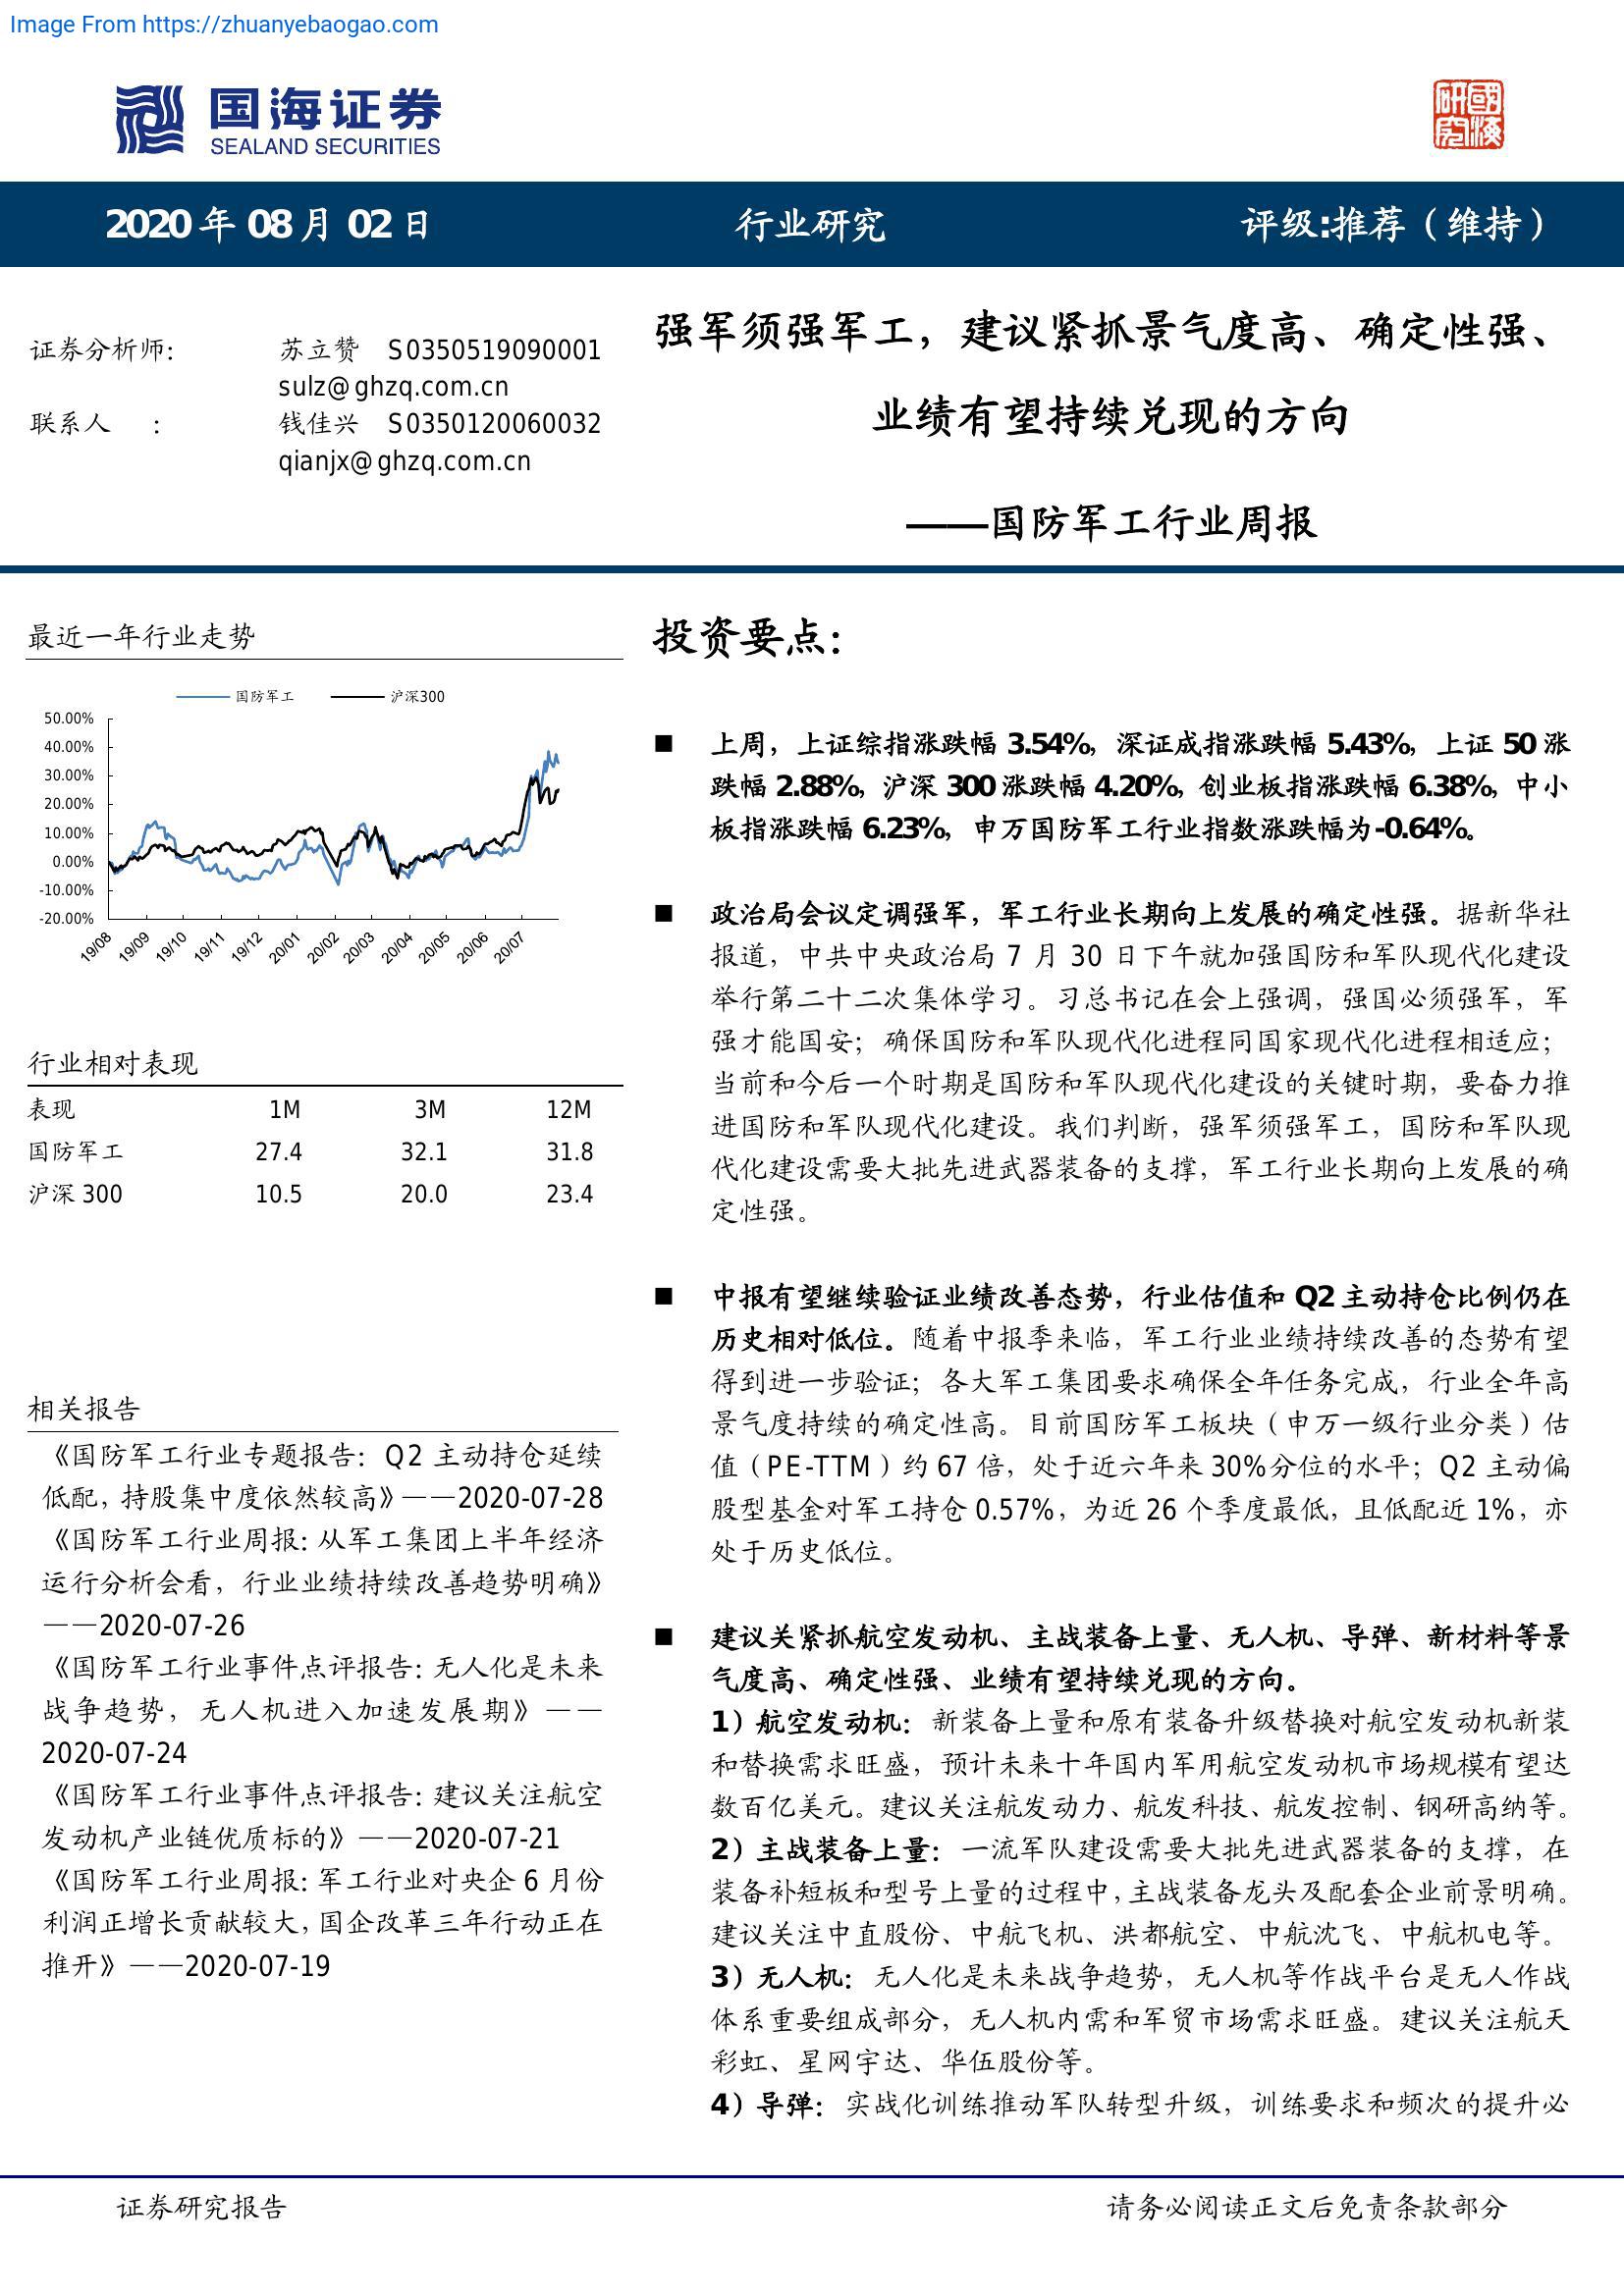 Image From https://zhuanyebaogao.com
国海证券
SEALAND SECURITIES
國海研究
2020 年 08 月 02 日
行业研究
评级:推荐（维持）
证券分析师:
苏立赞 S0350519090001
sulz@ghzq.com.cn
联系人 :
钱佳兴 S0350120060032
qianjx@ghzq.com.cn
强军须强军工，建议紧抓景气度高、确定性强、
业绩有望持续兑现的方向
——国防军工行业周报
最近一年行业走势
国防军工 沪深300
50.00%
40.00%
30.00%
20.00%
10.00%
0.00%
-10.00%
-20.00%
19/08 19/09 19/10 19/11 19/12 20/01 20/02 20/03 20/04 20/05 20/06 20/07
行业相对表现
表现 1M 3M 12M
国防军工 27.4 32.1 31.8
沪深 300 10.5 20.0 23.4
相关报告
《国防军工行业专题报告：Q2 主动持仓延续
低配，持股集中度依然较高》——2020-07-28
《国防军工行业周报：从军工集团上半年经济
运行分析会看，行业业绩持续改善趋势明确》
——2020-07-26
《国防军工行业事件点评报告：无人化是未来
战争趋势，无人机进入加速发展期》——
2020-07-24
《国防军工行业事件点评报告：建议关注航空
发动机产业链优质标的》——2020-07-21
《国防军工行业周报：军工行业对央企 6 月份
利润正增长贡献较大，国企改革三年行动正在
推开》——2020-07-19
投资要点：
■ 上周，上证综指涨跌幅 3.54%，深证成指涨跌幅 5.43%，上证 50 涨
跌幅 2.88%，沪深 300 涨跌幅 4.20%，创业板指涨跌幅 6.38%，中小
板指涨跌幅 6.23%，申万国防军工行业指数涨跌幅为-0.64%。
■ 政治局会议定调强军，军工行业长期向上发展的确定性强。据新华社
报道，中共中央政治局 7 月 30 日下午就加强国防和军队现代化建设
举行第二十二次集体学习。习总书记在会上强调，强国必须强军，军
强才能国安；确保国防和军队现代化进程同国家现代化进程相适应；
当前和今后一个时期是国防和军队现代化建设的关键时期，要奋力推
进国防和军队现代化建设。我们判断，强军须强军工，国防和军队现
代化建设需要大批先进武器装备的支撑，军工行业长期向上发展的确
定性强。
■ 中报有望继续验证业绩改善态势，行业估值和 Q2 主动持仓比例仍在
历史相对低位。随着中报季来临，军工行业业绩持续改善的态势有望
得到进一步验证；各大军工集团要求确保全年任务完成，行业全年高
景气度持续的确定性高。目前国防军工板块（申万一级行业分类）估
值（PE-TTM）约 67 倍，处于近六年来 30%分位的水平；Q2 主动偏
股型基金对军工持仓 0.57%，为近 26 个季度最低，且低配近 1%，亦
处于历史低位。
■ 建议关紧抓航空发动机、主战装备上量、无人机、导弹、新材料等景
气度高、确定性强、业绩有望持续兑现的方向。
1）航空发动机：新装备上量和原有装备升级替换对航空发动机新装
和替换需求旺盛，预计未来十年国内军用航空发动机市场规模有望达
数百亿美元。建议关注航发动力、航发科技、航发控制、钢研高纳等。
2）主战装备上量：一流军队建设需要大批先进武器装备的支撑，在
装备补短板和型号上量的过程中，主战装备龙头及配套企业前景明确。
建议关注中直股份、中航飞机、洪都航空、中航沈飞、中航机电等。
3）无人机：无人化是未来战争趋势，无人机等作战平台是无人作战
体系重要组成部分，无人机内需和军贸市场需求旺盛。建议关注航天
彩虹、星网宇达、华伍股份等。
4）导弹：实战化训练推动军队转型升级，训练要求和频次的提升必
证券研究报告
请务必阅读正文后免责条款部分